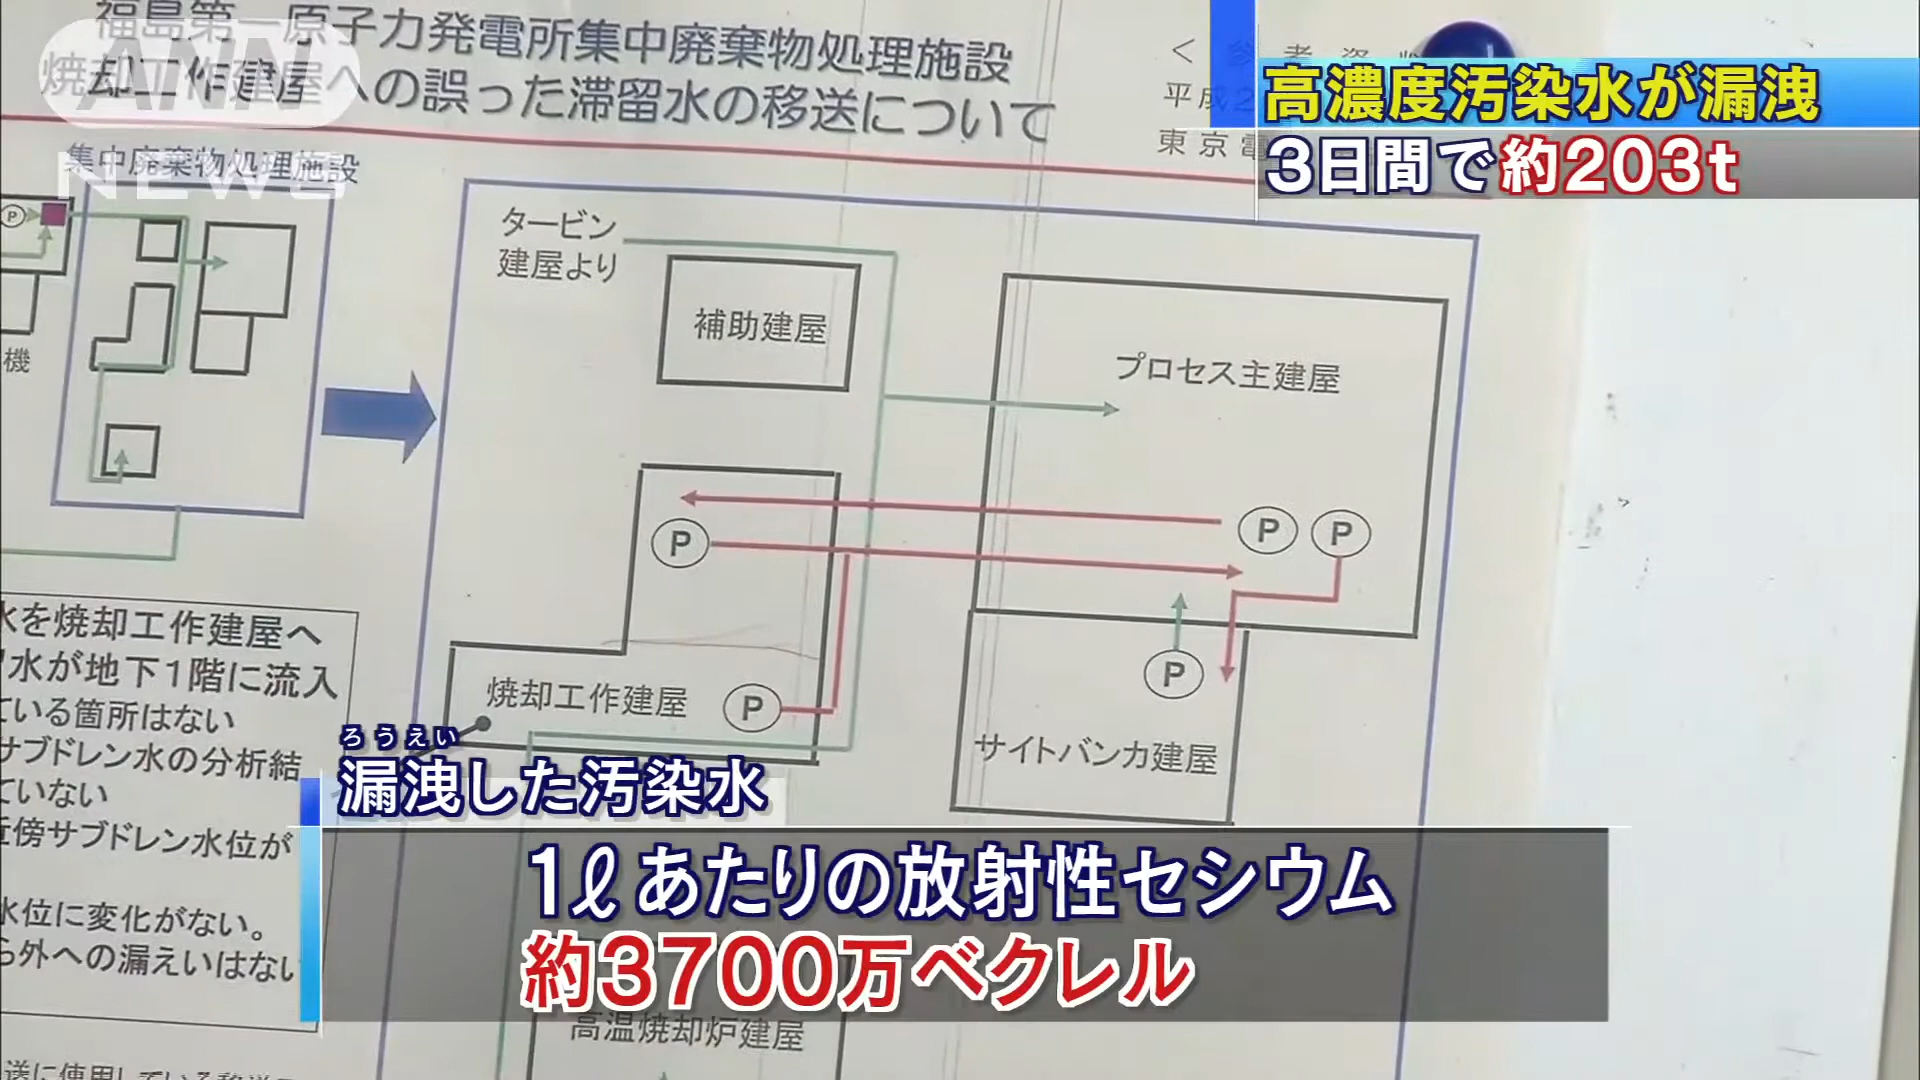 福島第一原子力発電所集中廃棄物処理施設
焼却工作建屋への誤った滞留水の移送について
ANN
NEWS
高濃度汚染水が漏洩
3日間で約203t
<参考資料
平成2
東京電
集中廃棄物処理施設
P
機
タービン
建屋より
補助建屋
プロセス主建屋
P
P
P
P
P
焼却工作建屋
サイトバンカ建屋
水を焼却工作建屋へ
水が地下1階に流入
ている箇所はない
サブドレン水の分析結
ていない
近傍サブドレン水位が
水位に変化がない。
ら外への漏えいはない
ろうえい
漏洩した汚染水
1ℓあたりの放射性セシウム
約3700万ベクレル
高温焼却炉建屋